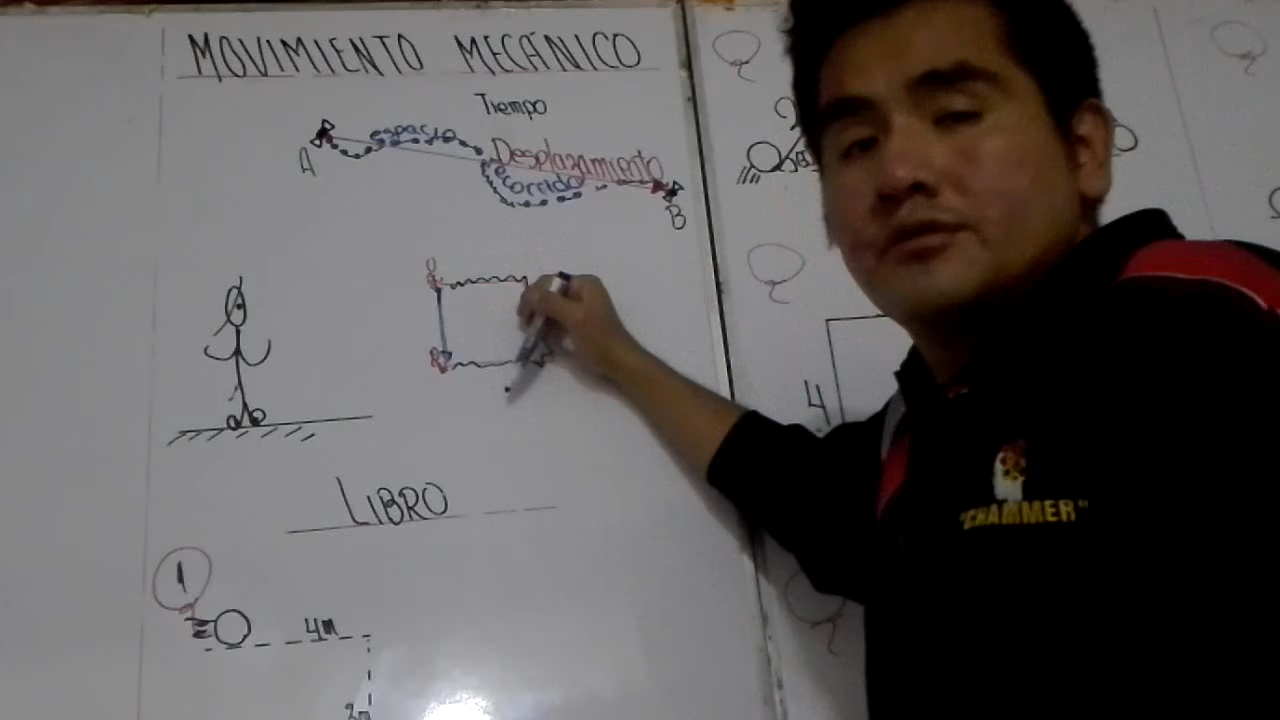 MOVIMIENTO MECÁNICO
Tiempo
espacio
Desplazamiento
A
recorrido
B
4
LIBRO
"CHAMMER"
1
4m